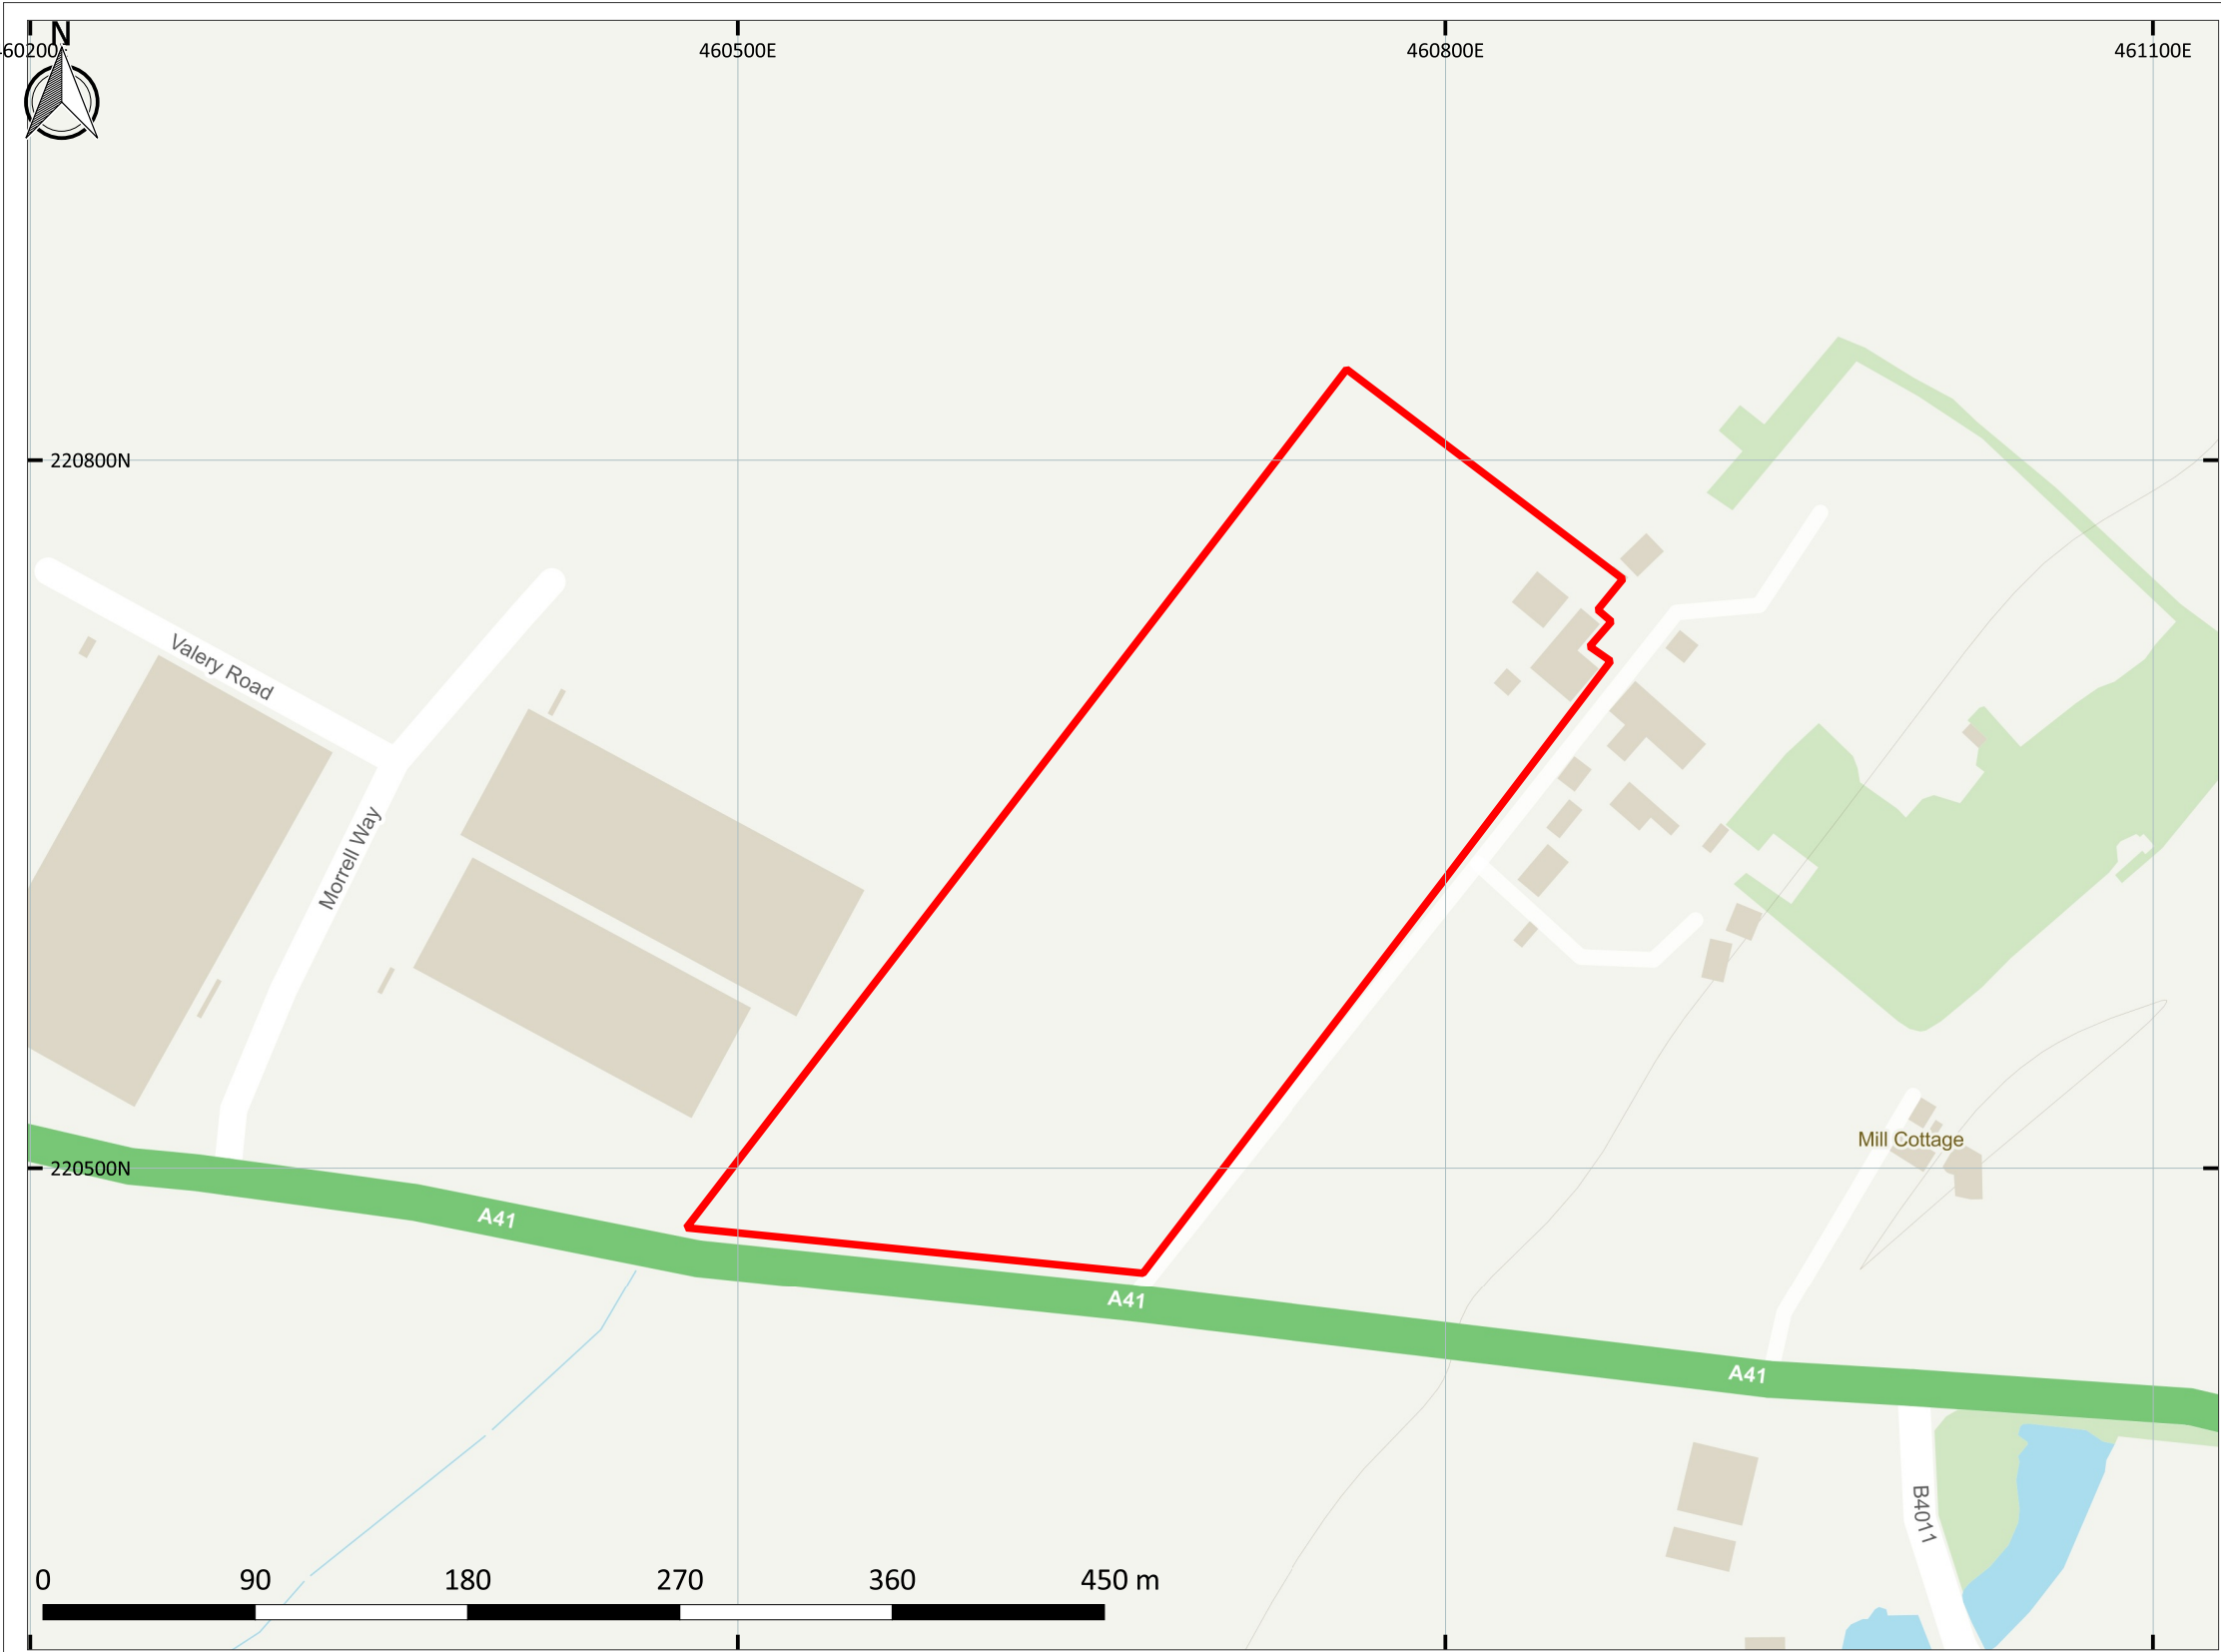 N
460200
460500E
460800E
461100E
220800N
Valery Road
Morrell Way
Mill Cottage
220500N
A41
A41
A41
B4011
0 90 180 270 360 450 m